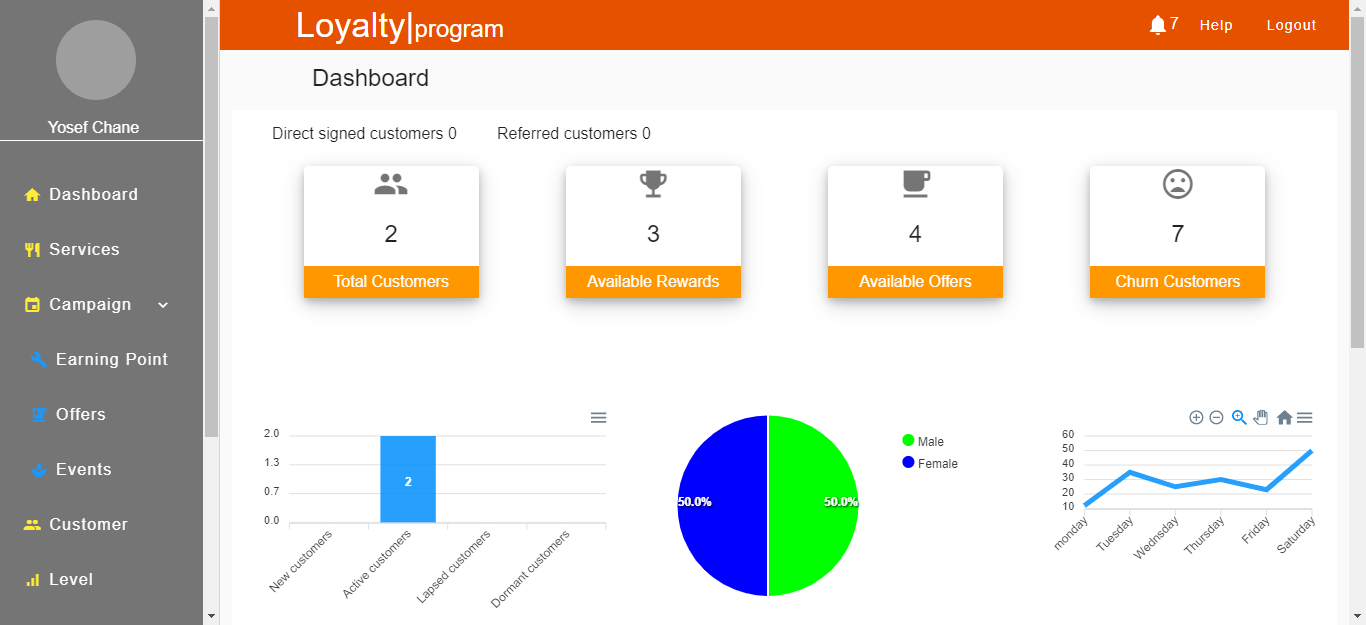 Loyalty|program
7
Help
Logout
Yosef Chane
Dashboard
Services
Campaign
Earning Point
Offers
Events
Customer
Level
Dashboard
Direct signed customers 0
Referred customers 0
2
Total Customers
3
Available Rewards
4
Available Offers
7
Churn Customers
2.0
1.3
0.7
0.0
2
New customers
Active customers
Lapsed customers
Dormant customers
50.0%
50.0%
Male
Female
60
50
40
30
20
10
monday
Tuesday
Wednsday
Thursday
Friday
Saturday